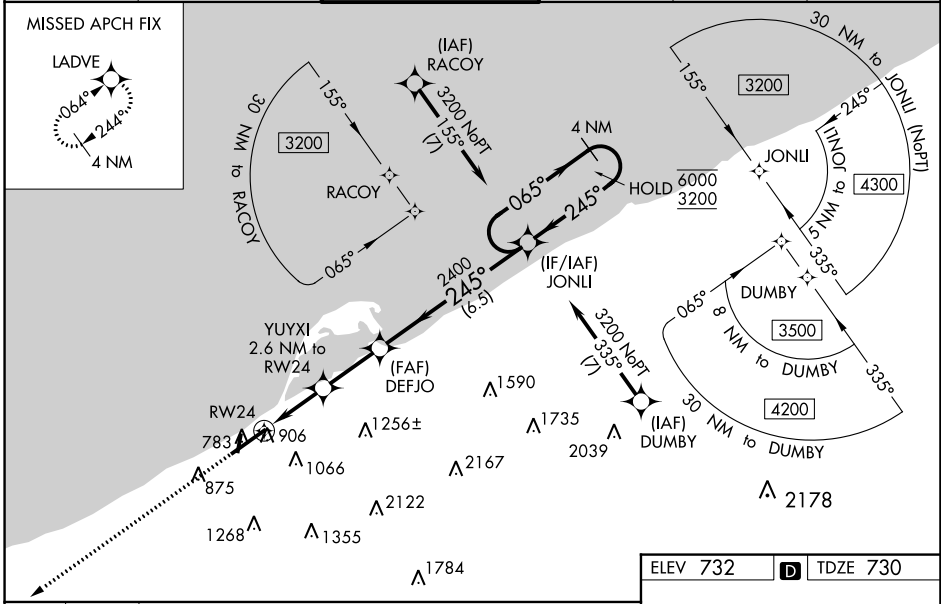 MISSED APCH FIX
LADVE
064°
244°
4 NM
(IAF)
RACOY
3200 NoPT
155°
(7)
30 NM to RACOY
155°
3200
RACOY
065°
4 NM
065°
245°
HOLD
6000
3200
(IF/IAF)
JONLI
2400
245°
(6.5)
30 NM to JONLI (NoPT)
155°
3200
245°
JONLI
5 NM to JONLI
4300
335°
DUMBY
065°
8 NM to DUMBY
3500
335°
30 NM to DUMBY
4200
3200 NoPT
335°
(7)
(IAF)
DUMBY
YUYXI
2.6 NM to
RW24
(FAF)
DEFJO
RW24
783
906
875
1066
1256±
1590
1735
2039
2167
2122
2178
1268
1355
1784
ELEV 732
D
TDZE 730